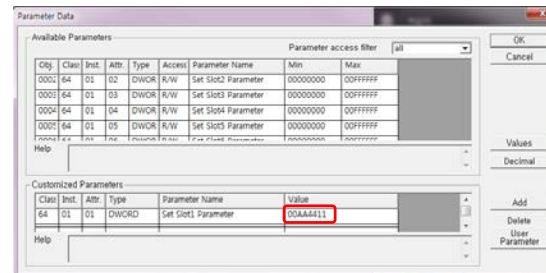 Parameter Data
Available Parameters
Parameter access filter all
Obj. Class Inst. Attr. Type Access Parameter Name Min Max
0002 64 01 02 DWOR R/W Set Slot2 Parameter 00000000 00FFFFFF
0003 64 01 03 DWOR R/W Set Slot3 Parameter 00000000 00FFFFFF
0004 64 01 04 DWOR R/W Set Slot4 Parameter 00000000 00FFFFFF
0005 64 01 05 DWOR R/W Set Slot5 Parameter 00000000 00FFFFFF
Help
Customized Parameters
Class Inst. Attr. Type Parameter Name Value
64 01 01 DWORD Set Slot1 Parameter 00AA4411
Help
OK
Cancel
Values
Decimal
Add
Delete
User
Parameter